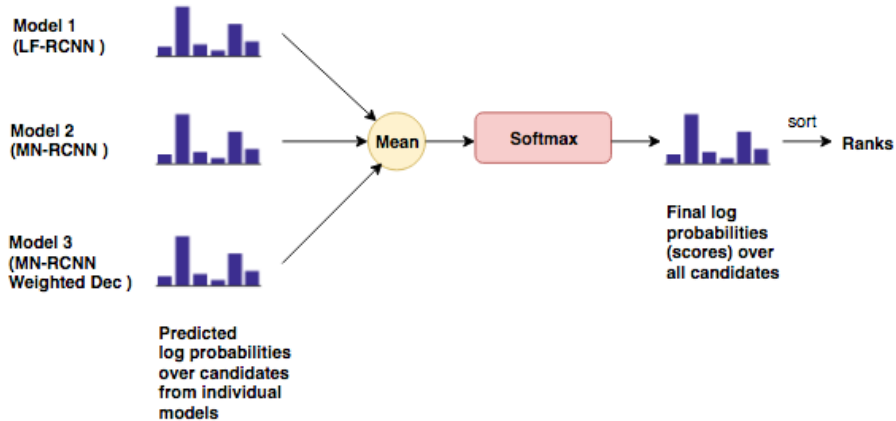 Model 1
(LF-RCNN )
Model 2
(MN-RCNN )
Model 3
(MN-RCNN
Weighted Dec )
Predicted
log probabilities
over candidates
from individual
models
Mean
Softmax
Final log
probabilities
(scores) over
all candidates
sort
Ranks